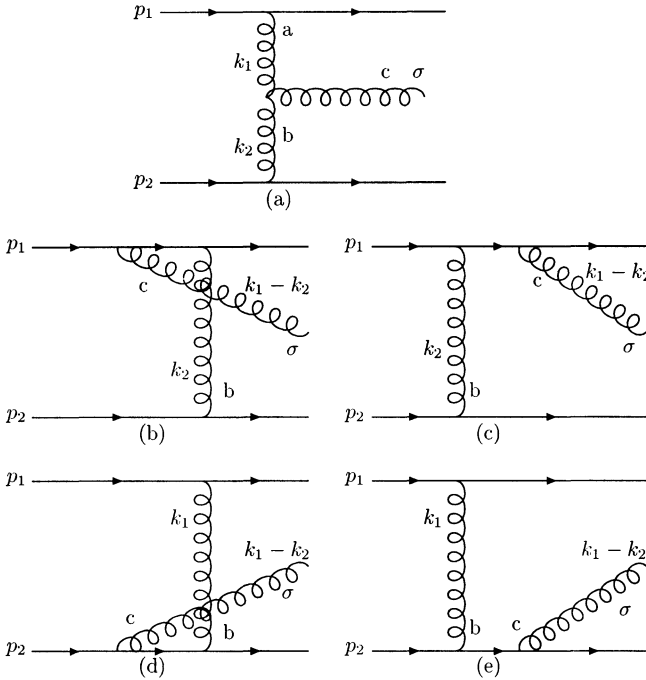 p₁
a
k₁
c σ
k₂
b
p₂
(a)
p₁
c
k₁ − k₂
σ
k₂
b
p₂
(b)
p₁
c
k₁ − k₂
σ
k₂
b
p₂
(c)
p₁
k₁
k₁ − k₂
σ
c
b
p₂
(d)
p₁
k₁
k₁ − k₂
σ
b
c
p₂
(e)